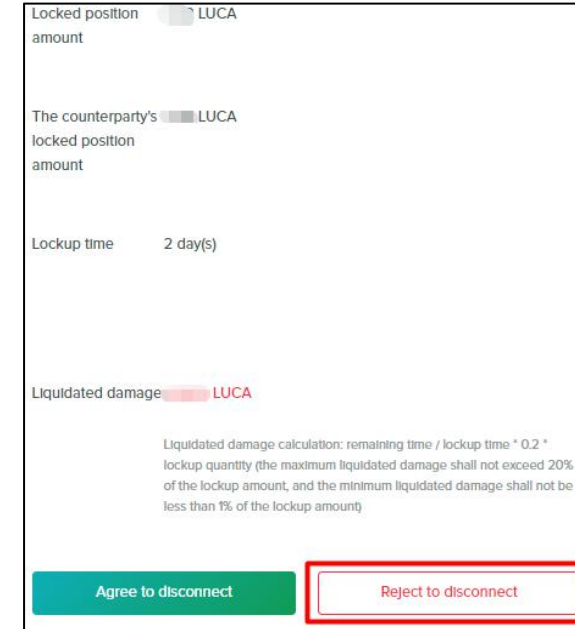 Locked position LUCA
amount
The counterparty's LUCA
locked position
amount
Lockup time 2 day(s)
Liquidated damage LUCA
Liquidated damage calculation: remaining time / lockup time * 0.2 *
lockup quantity (the maximum liquidated damage shall not exceed 20%
of the lockup amount, and the minimum liquidated damage shall not be
less than 1% of the lockup amount)
Agree to disconnect Reject to disconnect